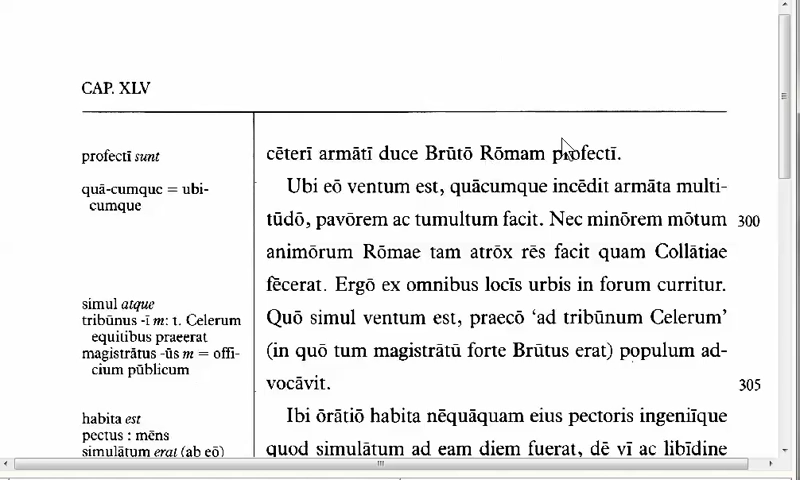 CAP. XLV
profectī sunt
quā-cumque = ubi-
cumque
simul atque
tribūnus -ī m: t. Celerum
equitibus praeerat
magistrātus -ūs m = offi-
cium pūblicum
habita est
pectus : mēns
simulātum erat (ab eō)
cēterī armātī duce Brūtō Rōmam profectī.
Ubi eō ventum est, quācumque incēdit armāta multi-
tūdō, pavōrem ac tumultum facit. Nec minōrem mōtum 300
animōrum Rōmae tam atrōx rēs facit quam Collātiae
fēcerat. Ergō ex omnibus locīs urbis in forum curritur.
Quō simul ventum est, praecō ‘ad tribūnum Celerum’
(in quō tum magistrātū forte Brūtus erat) populum ad-
vocāvit. 305
Ibi ōrātiō habita nēquāquam eius pectoris ingeniīque
quod simulātum ad eam diem fuerat, dē vī ac libīdine